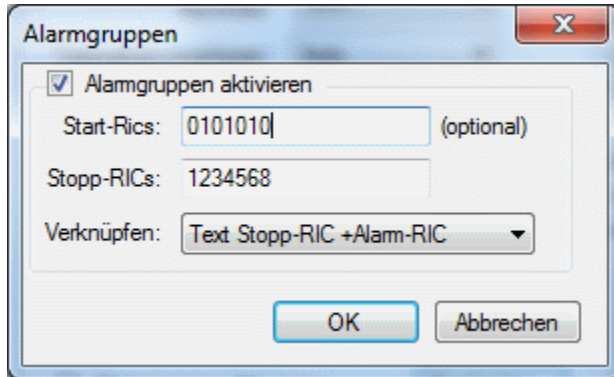 Alarmgruppen
Alarmgruppen aktivieren
Start-Rics: 0101010 (optional)
Stopp-RICs: 1234568
Verknüpfen: Text Stopp-RIC +Alarm-RIC
OK Abbrechen